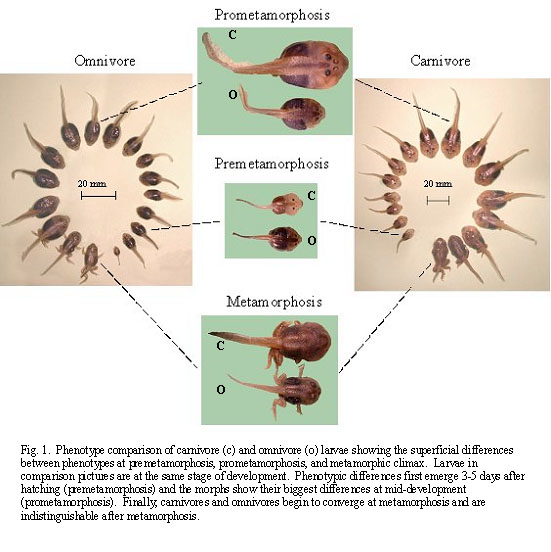 Prometamorphosis
Omnivore
Carnivore
C
O
20 mm
Premetamorphosis
20 mm
C
O
Metamorphosis
C
O
Fig. 1. Phenotype comparison of carnivore (c) and omnivore (o) larvae showing the superficial differences
between phenotypes at premetamorphosis, prometamorphosis, and metamorphic climax. Larvae in
comparison pictures are at the same stage of development. Phenotypic differences first emerge 3-5 days after
hatching (premetamorphosis) and the morphs show their biggest differences at mid-development
(prometamorphosis). Finally, carnivores and omnivores begin to converge at metamorphosis and are
indistinguishable after metamorphosis.